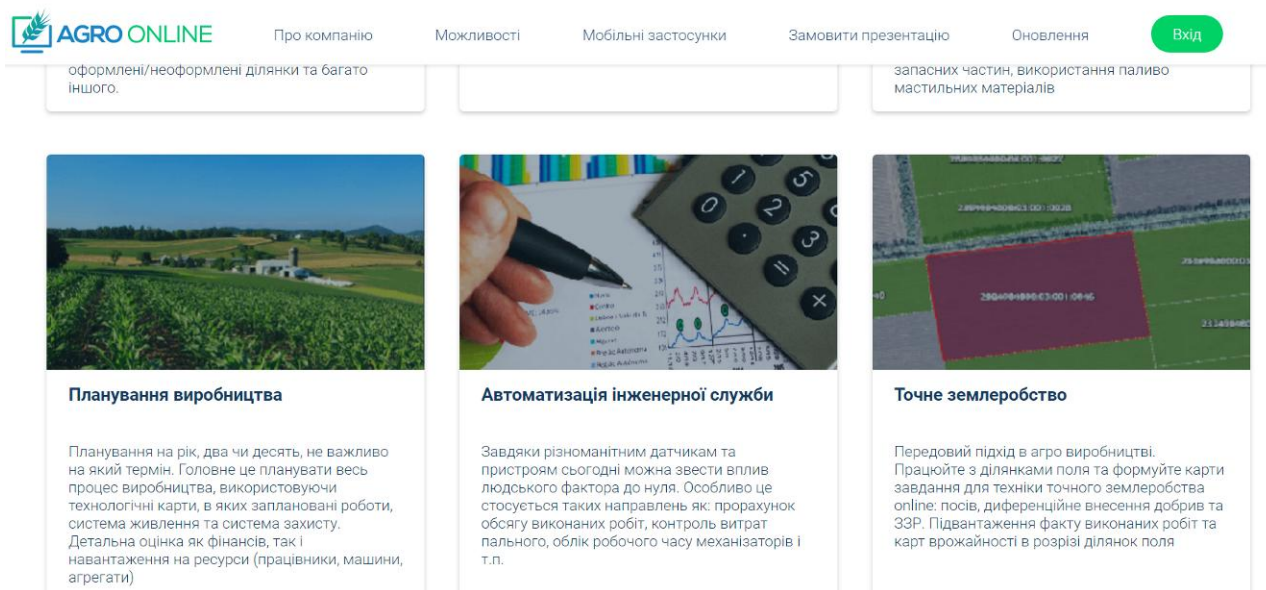 AGRO ONLINE
Про компанію
Можливості
Мобільні застосунки
Замовити презентацію
Оновлення
Вхід
оформлені/неоформлені ділянки та багато
іншого.
запасних частин, використання паливо
мастильних матеріалів
Планування виробництва
Планування на рік, два чи десять, не важливо
на який термін. Головне це планувати весь
процес виробництва, використовуючи
технологічні карти, в яких заплановані роботи,
система живлення та система захисту.
Детальна оцінка як фінансів, так і
навантаження на ресурси (працівники, машини,
агрегати)
1
5
0
2
3
=
×
Автоматизація інженерної служби
Завдяки різноманітним датчикам та
пристроям сьогодні можна звести вплив
людського фактора до нуля. Особливо це
стосується таких направлень як: прорахунок
обсягу виконаних робіт, контроль витрат
пального, облік робочого часу механізаторів і
т.п.
Точне землеробство
Передовий підхід в агро виробництві.
Працюйте з ділянками поля та формуйте карти
завдання для техніки точного землеробства
online: посів, диференційне внесення добрив та
ЗЗР. Підвантаження факту виконаних робіт та
карт врожайності в розрізі ділянок поля